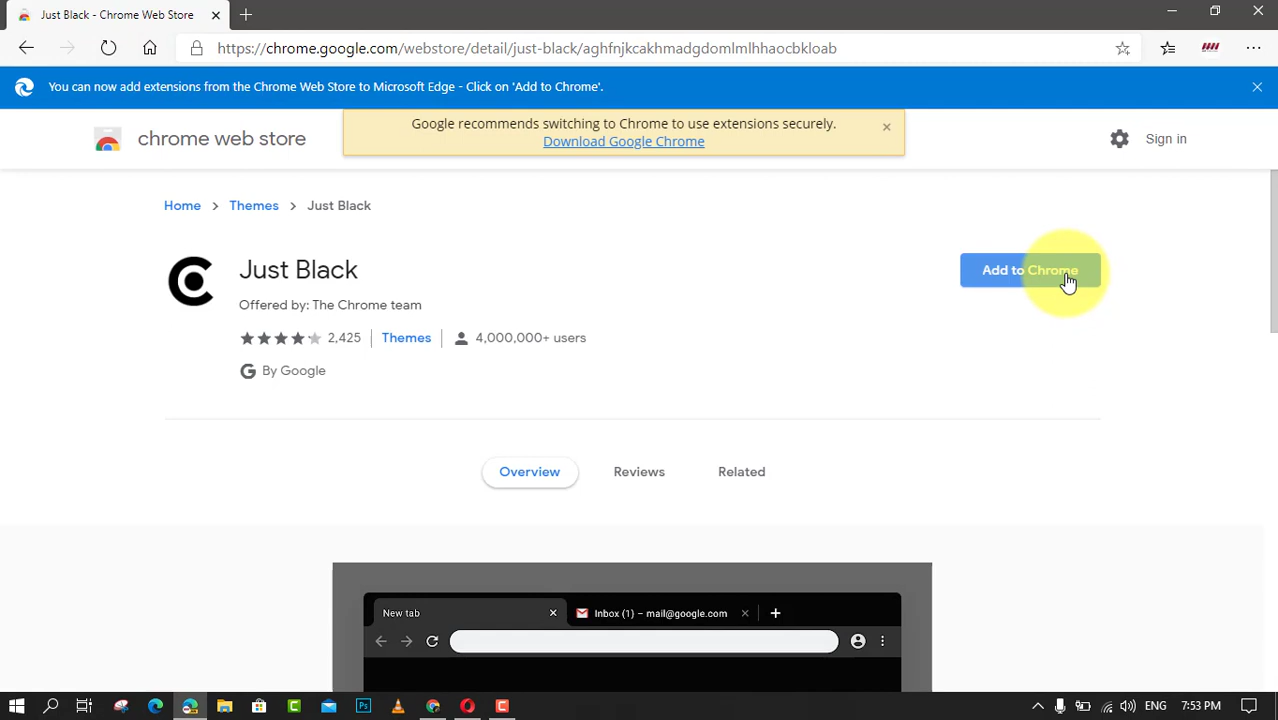 Just Black - Chrome Web Store
https://chrome.google.com/webstore/detail/just-black/aghfnjkcakhmadgdomlmlhhaocbkloab
You can now add extensions from the Chrome Web Store to Microsoft Edge - Click on 'Add to Chrome'.
Google recommends switching to Chrome to use extensions securely.
Download Google Chrome
chrome web store
Sign in
Home > Themes > Just Black
Just Black
Add to Chrome
Offered by: The Chrome team
2,425
Themes
4,000,000+ users
By Google
Overview
Reviews
Related
New tab
Inbox (1) – mail@google.com
Ps
ENG
7:53 PM